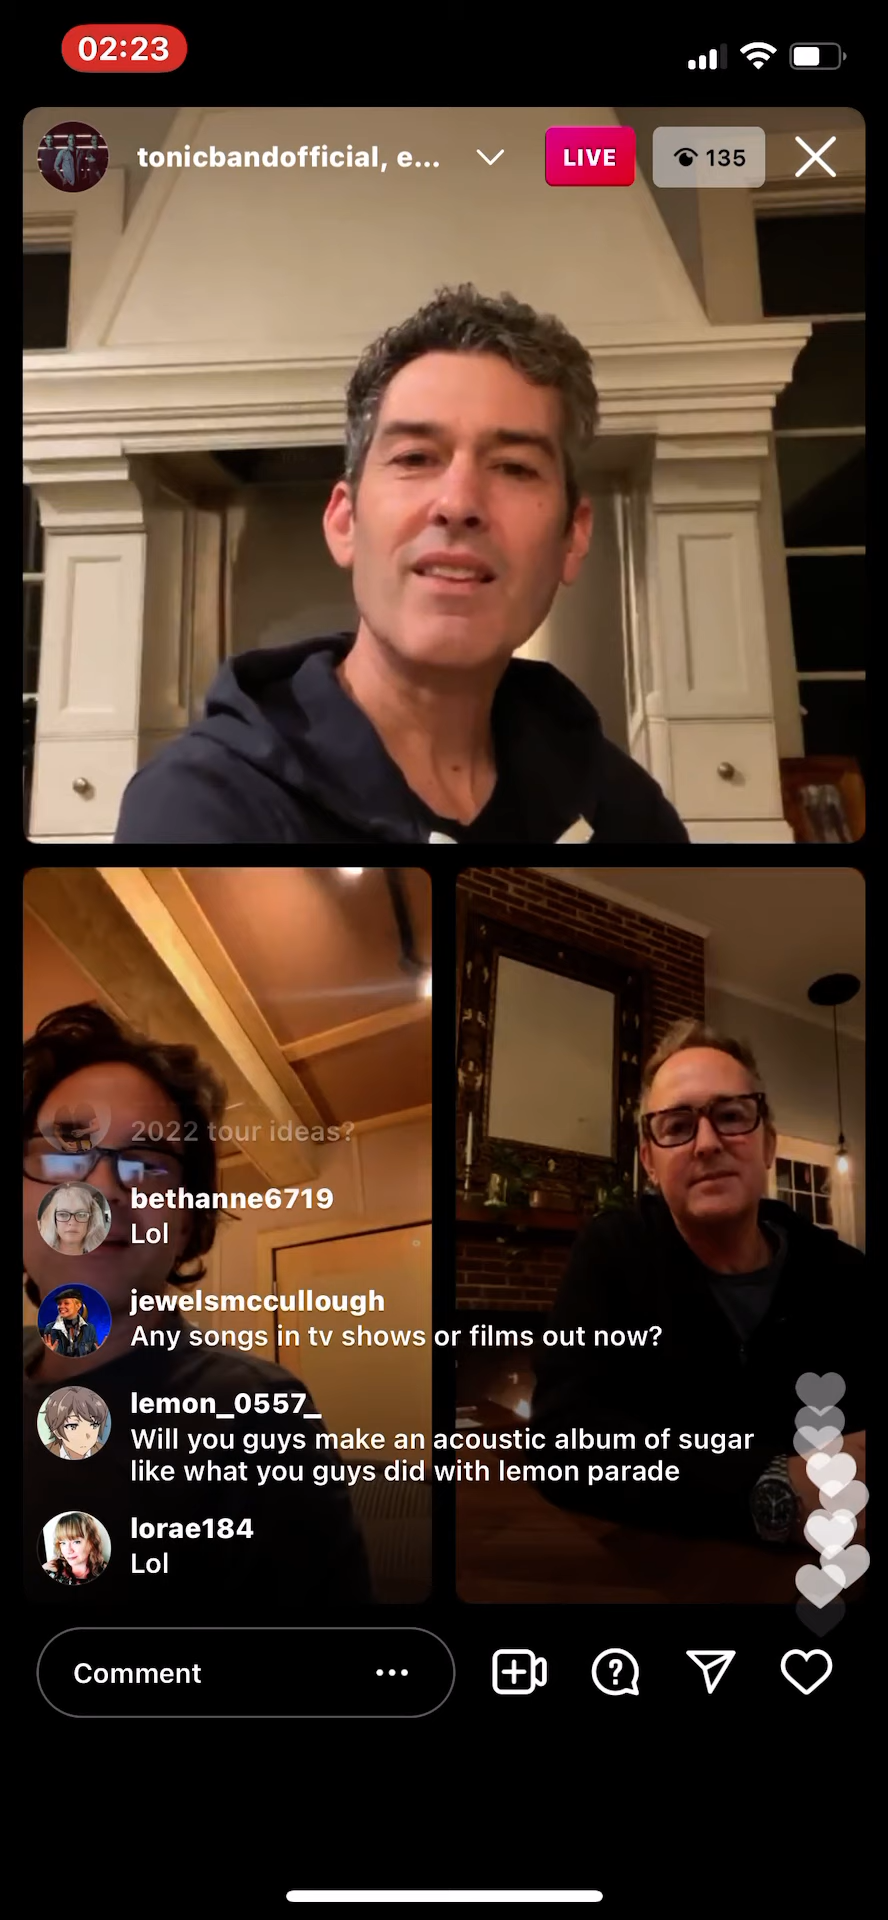 02:23
tonicbandofficial, e...
LIVE
135
2022 tour ideas?
bethanne6719
Lol
jewelsmccullough
Any songs in tv shows or films out now?
lemon_0557_
Will you guys make an acoustic album of sugar
like what you guys did with lemon parade
lorae184
Lol
Comment